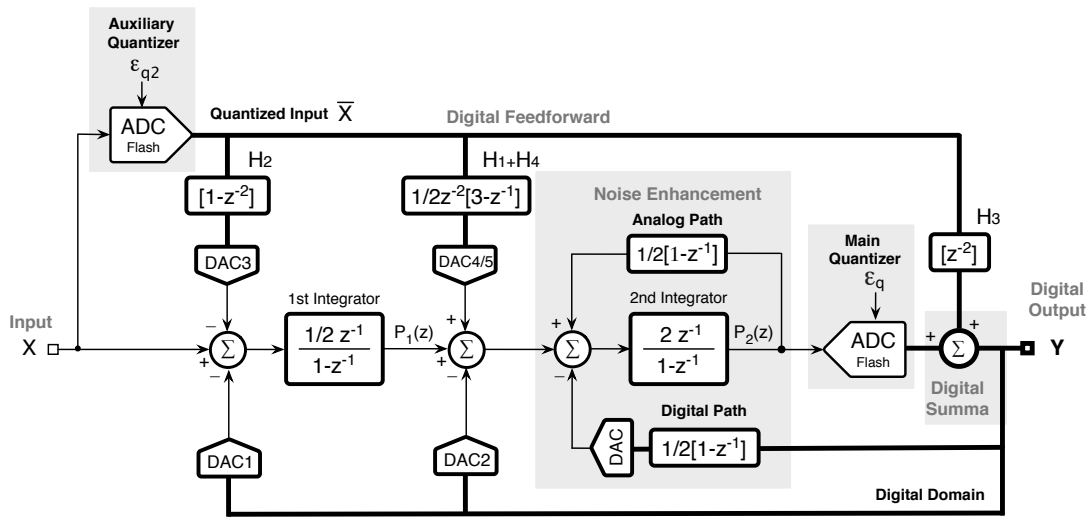 Auxiliary
Quantizer
εq2
ADC
Flash
Quantized Input X̅
Digital Feedforward
H2
[1-z⁻²]
DAC3
H1+H4
1/2z⁻²[3-z⁻¹]
DAC4/5
Noise Enhancement
Analog Path
1/2[1-z⁻¹]
H3
[z⁻²]
Main
Quantizer
εq
Digital
Output
Input
X
−
Σ
+
−
1st Integrator
1/2 z⁻¹
1-z⁻¹
P1(z)
+
+
Σ
−
+
Σ
−
2nd Integrator
2 z⁻¹
1-z⁻¹
P2(z)
ADC
Flash
+
+
Σ
Y
Digital
Summa
Digital Path
DAC
1/2[1-z⁻¹]
DAC1
DAC2
Digital Domain